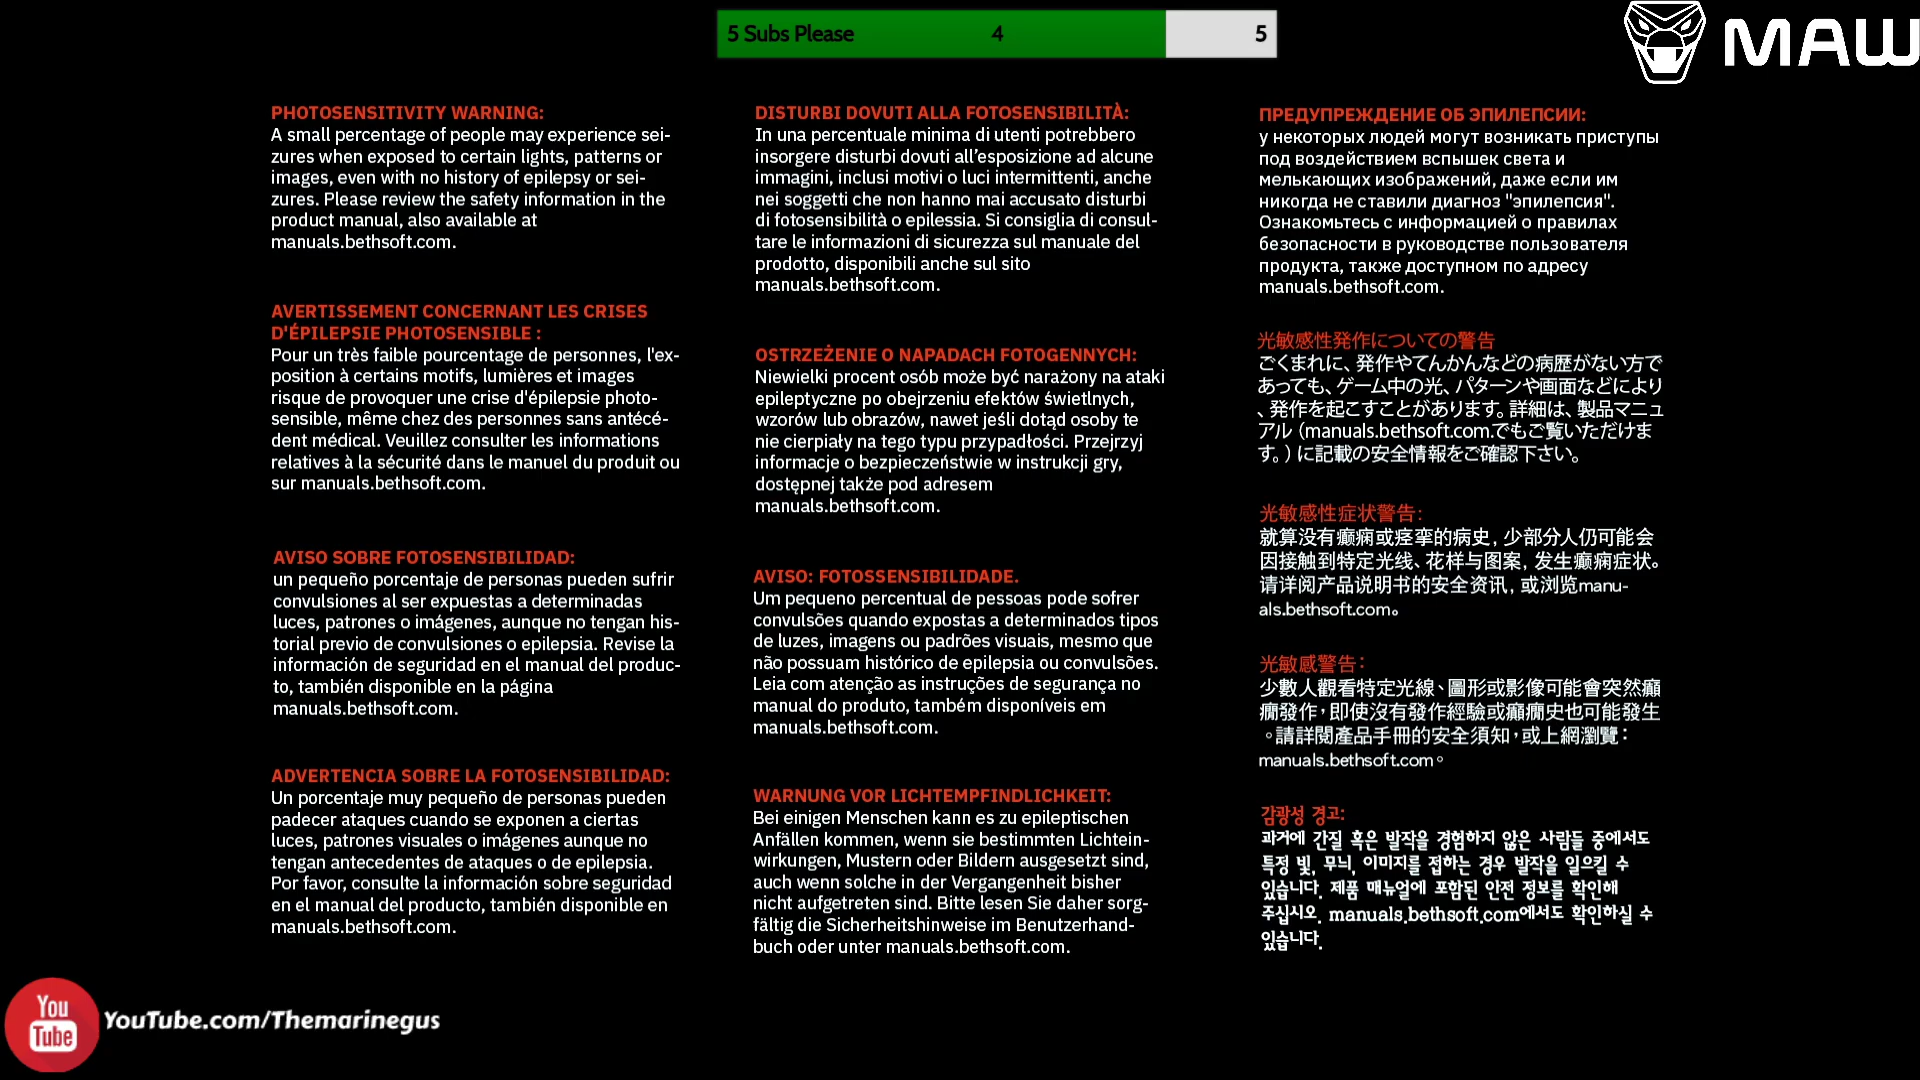 5 Subs Please 4 5
MAW
PHOTOSENSITIVITY WARNING:
A small percentage of people may experience sei-
zures when exposed to certain lights, patterns or
images, even with no history of epilepsy or sei-
zures. Please review the safety information in the
product manual, also available at
manuals.bethsoft.com.
AVERTISSEMENT CONCERNANT LES CRISES
D'ÉPILEPSIE PHOTOSENSIBLE :
Pour un très faible pourcentage de personnes, l'ex-
position à certains motifs, lumières et images
risque de provoquer une crise d'épilepsie photo-
sensible, même chez des personnes sans antécé-
dent médical. Veuillez consulter les informations
relatives à la sécurité dans le manuel du produit ou
sur manuals.bethsoft.com.
AVISO SOBRE FOTOSENSIBILIDAD:
un pequeño porcentaje de personas pueden sufrir
convulsiones al ser expuestas a determinadas
luces, patrones o imágenes, aunque no tengan his-
torial previo de convulsiones o epilepsia. Revise la
información de seguridad en el manual del produc-
to, también disponible en la página
manuals.bethsoft.com.
ADVERTENCIA SOBRE LA FOTOSENSIBILIDAD:
Un porcentaje muy pequeño de personas pueden
padecer ataques cuando se exponen a ciertas
luces, patrones visuales o imágenes aunque no
tengan antecedentes de ataques o de epilepsia.
Por favor, consulte la información sobre seguridad
en el manual del producto, también disponible en
manuals.bethsoft.com.
DISTURBI DOVUTI ALLA FOTOSENSIBILITÀ:
In una percentuale minima di utenti potrebbero
insorgere disturbi dovuti all’esposizione ad alcune
immagini, inclusi motivi o luci intermittenti, anche
nei soggetti che non hanno mai accusato disturbi
di fotosensibilità o epilessia. Si consiglia di consul-
tare le informazioni di sicurezza sul manuale del
prodotto, disponibili anche sul sito
manuals.bethsoft.com.
OSTRZEŻENIE O NAPADACH FOTOGENNYCH:
Niewielki procent osób może być narażony na ataki
epileptyczne po obejrzeniu efektów świetlnych,
wzorów lub obrazów, nawet jeśli dotąd osoby te
nie cierpiały na tego typu przypadłości. Przejrzyj
informacje o bezpieczeństwie w instrukcji gry,
dostępnej także pod adresem
manuals.bethsoft.com.
AVISO: FOTOSSENSIBILIDADE.
Um pequeno percentual de pessoas pode sofrer
convulsões quando expostas a determinados tipos
de luzes, imagens ou padrões visuais, mesmo que
não possuam histórico de epilepsia ou convulsões.
Leia com atenção as instruções de segurança no
manual do produto, também disponíveis em
manuals.bethsoft.com.
WARNUNG VOR LICHTEMPFINDLICHKEIT:
Bei einigen Menschen kann es zu epileptischen
Anfällen kommen, wenn sie bestimmten Lichtein-
wirkungen, Mustern oder Bildern ausgesetzt sind,
auch wenn solche in der Vergangenheit bisher
nicht aufgetreten sind. Bitte lesen Sie daher sorg-
fältig die Sicherheitshinweise im Benutzerhand-
buch oder unter manuals.bethsoft.com.
ПРЕДУПРЕЖДЕНИЕ ОБ ЭПИЛЕПСИИ:
у некоторых людей могут возникать приступы
под воздействием вспышек света и
мелькающих изображений, даже если им
никогда не ставили диагноз "эпилепсия".
Ознакомьтесь с информацией о правилах
безопасности в руководстве пользователя
продукта, также доступном по адресу
manuals.bethsoft.com.
光敏感性発作についての警告
ごくまれに、発作やてんかんなどの病歴がない方で
あっても、ゲーム中の光、パターンや画面などにより
、発作を起こすことがあります。詳細は、製品マニュ
アル（manuals.bethsoft.com.でもご覧いただけま
す。）に記載の安全情報をご確認下さい。
光敏感性症状警告：
就算没有癫痫或痉挛的病史，少部分人仍可能会
因接触到特定光线、花样与图案，发生癫痫症状。
请详阅产品说明书的安全资讯，或浏览manu-
als.bethsoft.com。
光敏感警告：
少數人觀看特定光線、圖形或影像可能會突然癲
癇發作，即使沒有發作經驗或癲癇史也可能發生
。請詳閱產品手冊的安全須知，或上網瀏覽：
manuals.bethsoft.com。
감광성 경고:
과거에 간질 혹은 발작을 경험하지 않은 사람들 중에서도
특정 빛, 무늬, 이미지를 접하는 경우 발작을 일으킬 수
있습니다. 제품 매뉴얼에 포함된 안전 정보를 확인해
주십시오. manuals.bethsoft.com에서도 확인하실 수
있습니다.
You
Tube
YouTube.com/Themarinegus